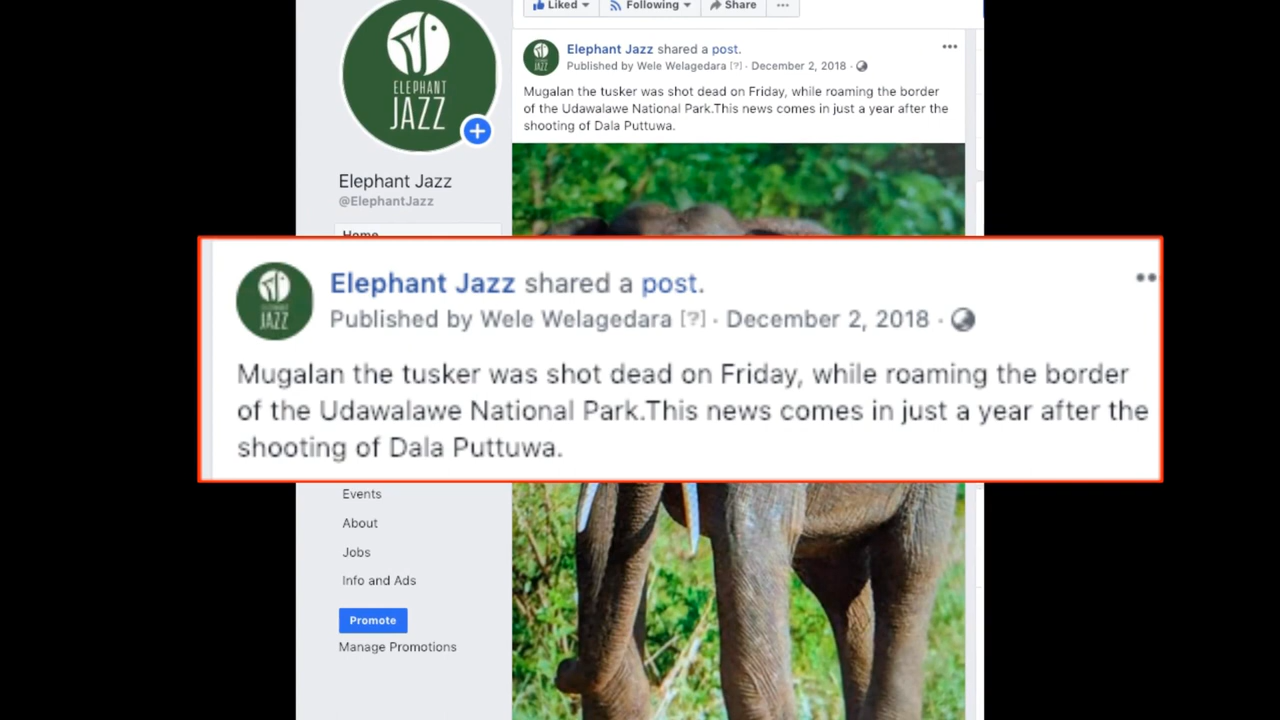 Liked
Following
Share
ELEPHANT
JAZZ
Elephant Jazz shared a post.
Published by Wele Welagedara [?] · December 2, 2018 ·
Mugalan the tusker was shot dead on Friday, while roaming the border
of the Udawalawe National Park.This news comes in just a year after the
shooting of Dala Puttuwa.
Elephant Jazz
@ElephantJazz
Home
Elephant Jazz shared a post.
Published by Wele Welagedara [?] · December 2, 2018 ·
Mugalan the tusker was shot dead on Friday, while roaming the border
of the Udawalawe National Park.This news comes in just a year after the
shooting of Dala Puttuwa.
Events
About
Jobs
Info and Ads
Promote
Manage Promotions